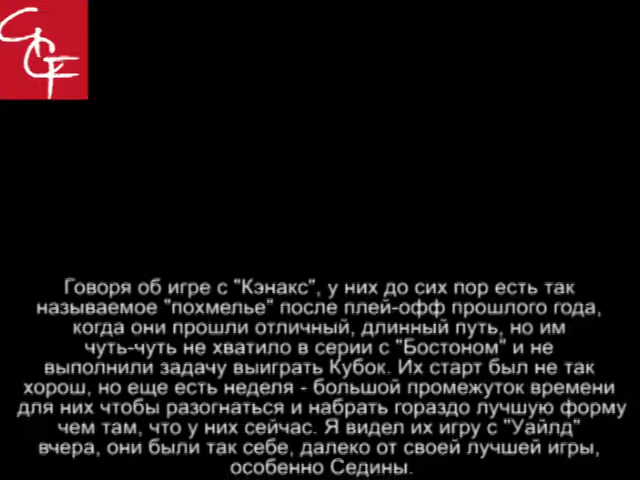 GCF
Говоря об игре с "Кэнакс", у них до сих пор есть так
называемое "похмелье" после плей-офф прошлого года,
когда они прошли отличный, длинный путь, но им
чуть-чуть не хватило в серии с "Бостоном" и не
выполнили задачу выиграть Кубок. Их старт был не так
хорош, но еще есть неделя - большой промежуток времени
для них чтобы разогнаться и набрать гораздо лучшую форму
чем там, что у них сейчас. Я видел их игру с "Уайлд"
вчера, они были так себе, далеко от своей лучшей игры,
особенно Седины.